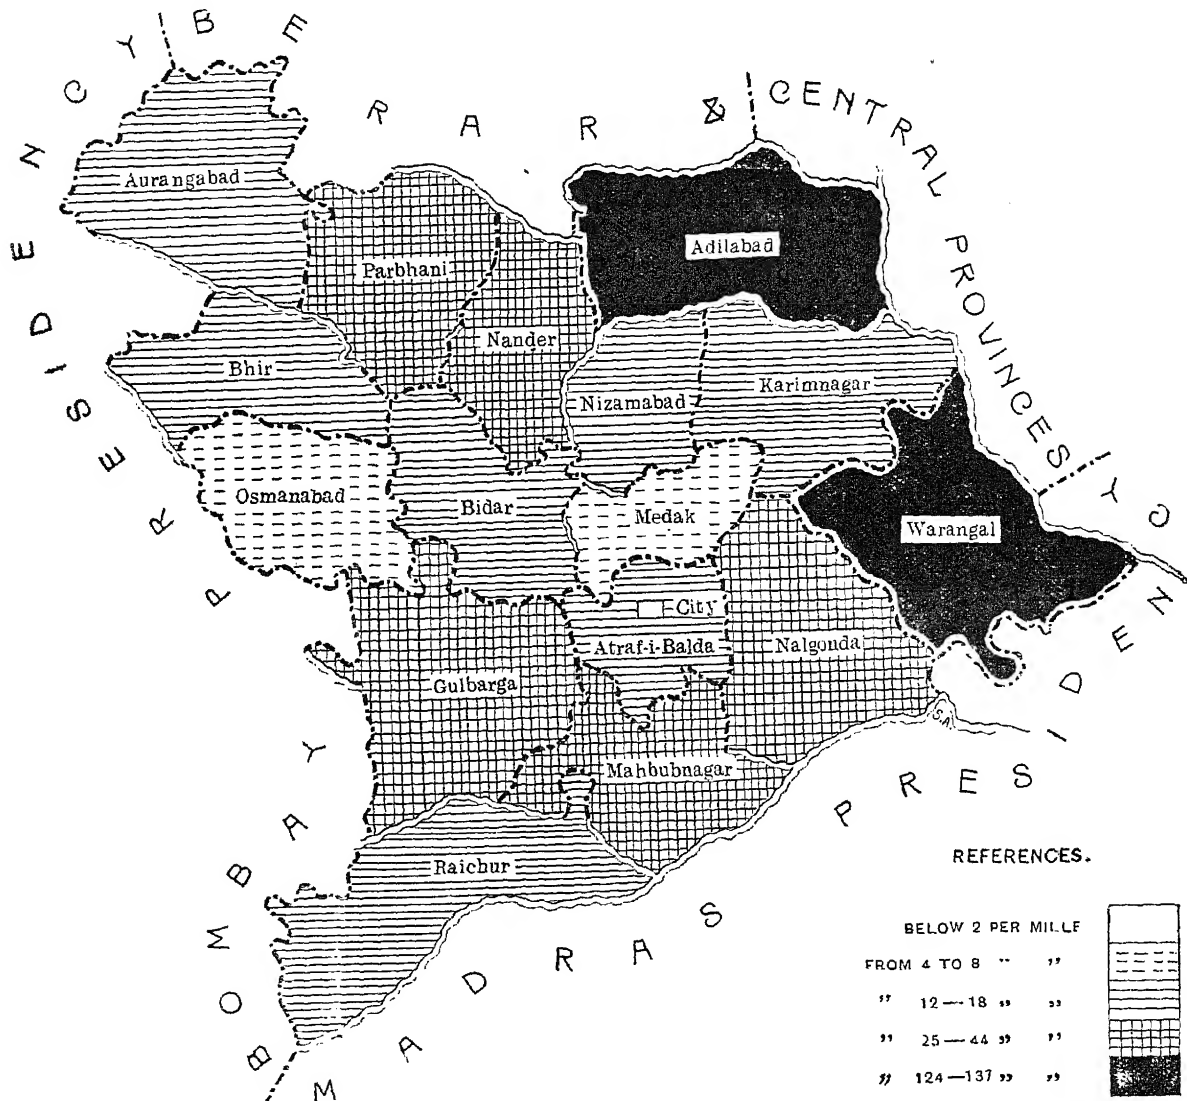 BERAR & CENTRAL PROVINCES
BOMBAY PRESIDENCY
MADRAS PRESIDENCY
Aurangabad
Parbhani
Adilabad
Nander
Bhir
Nizamabad
Karimnagar
Osmanabad
Bidar
Medak
Warangal
City
Atraf-i-Balda
Nalgonda
Gulbarga
Mahbubnagar
Raichur
REFERENCES.
BELOW 2 PER MILLE
FROM 4 TO 8 " "
" 12—18 " "
" 25—44 " "
" 124—137 " "